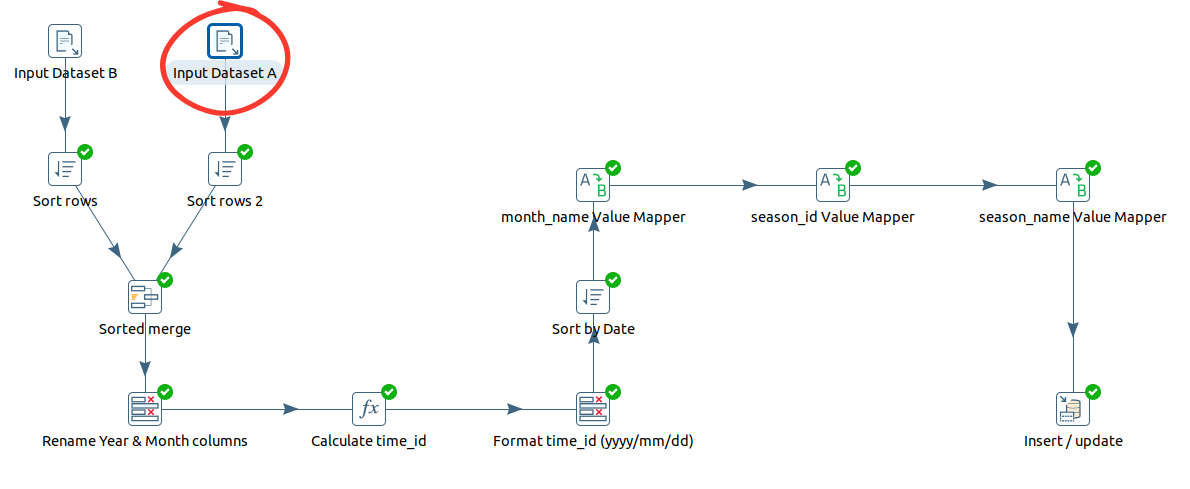 Input Dataset B
Input Dataset A
Sort rows
Sort rows 2
A
B
month_name Value Mapper
A
B
season_id Value Mapper
A
B
season_name Value Mapper
Sorted merge
Sort by Date
Rename Year & Month columns
fx
Calculate time_id
Format time_id (yyyy/mm/dd)
Insert / update